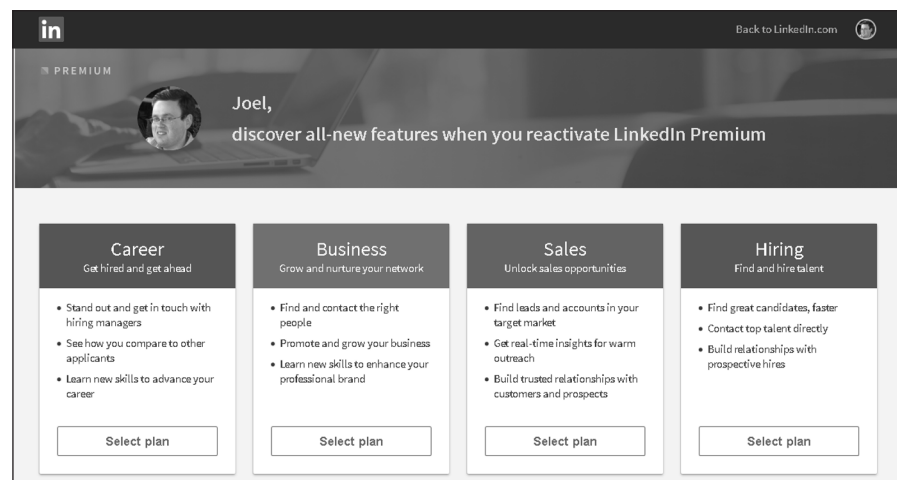 in
Back to LinkedIn.com
PREMIUM
Joel,
discover all-new features when you reactivate LinkedIn Premium
Career
Get hired and get ahead
• Stand out and get in touch with
hiring managers
• See how you compare to other
applicants
• Learn new skills to advance your
career
Select plan
Business
Grow and nurture your network
• Find and contact the right
people
• Promote and grow your business
• Learn new skills to enhance your
professional brand
Select plan
Sales
Unlock sales opportunities
• Find leads and accounts in your
target market
• Get real-time insights for warm
outreach
• Build trusted relationships with
customers and prospects
Select plan
Hiring
Find and hire talent
• Find great candidates, faster
• Contact top talent directly
• Build relationships with
prospective hires
Select plan